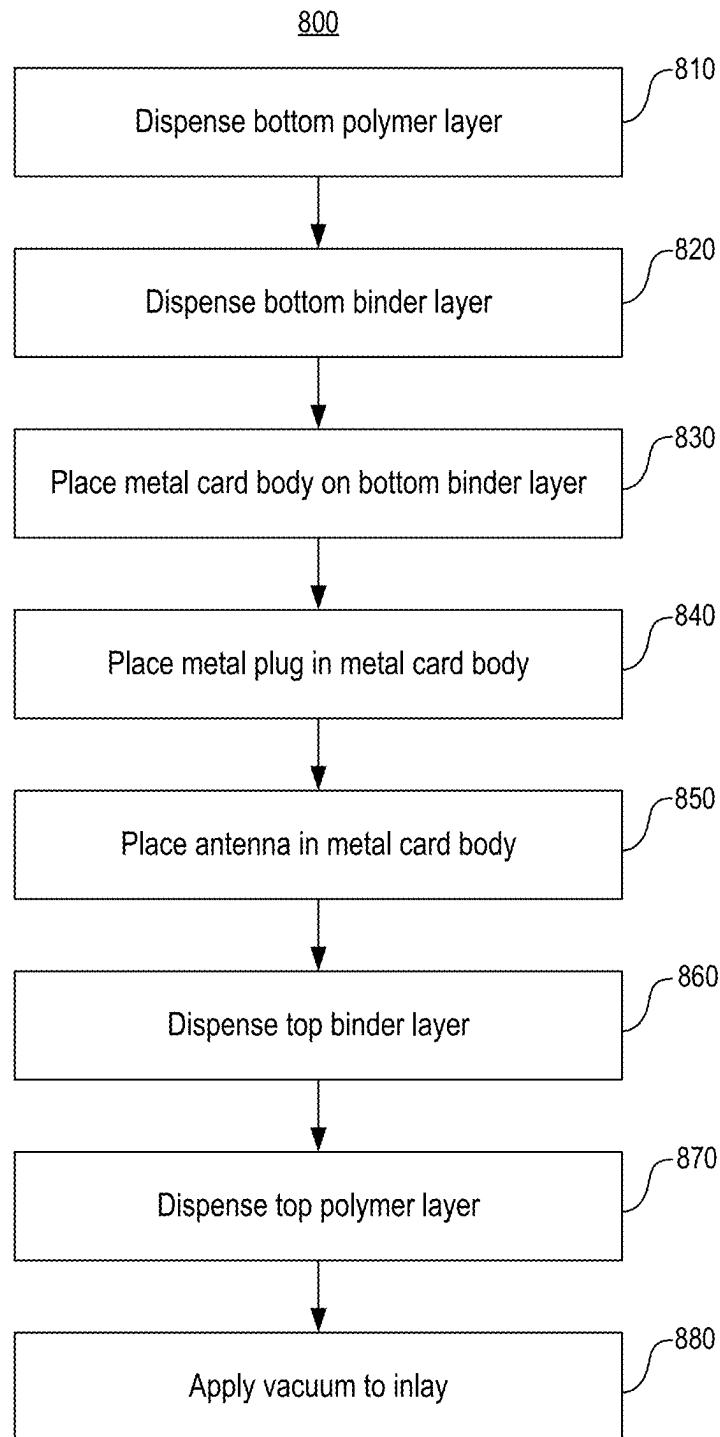 800
810
Dispense bottom polymer layer
820
Dispense bottom binder layer
830
Place metal card body on bottom binder layer
840
Place metal plug in metal card body
850
Place antenna in metal card body
860
Dispense top binder layer
870
Dispense top polymer layer
880
Apply vacuum to inlay